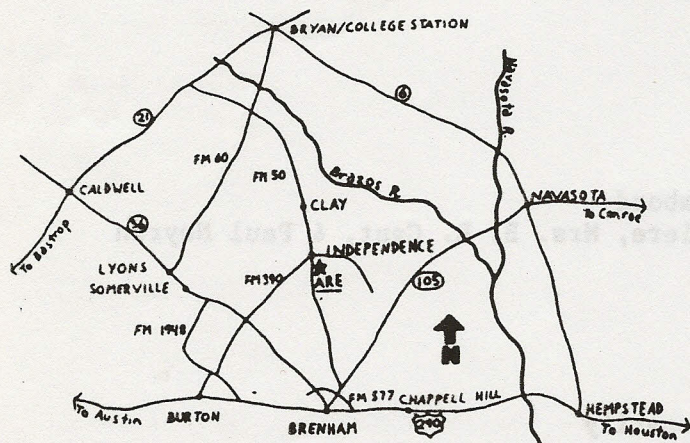 BRYAN/COLLEGE STATION
Navasota R.
6
21
FM 60
FM 50
Brazos R
CALDWELL
NAVASOTA
To Conroe
CLAY
36
To Bastrop
INDEPENDENCE
LYONS
FM 390
ARE
SOMERVILLE
105
FM 1948
N
FM 577
CHAPPELL HILL
To Austin
BURTON
BRENHAM
290
HEMPSTEAD
To Houston